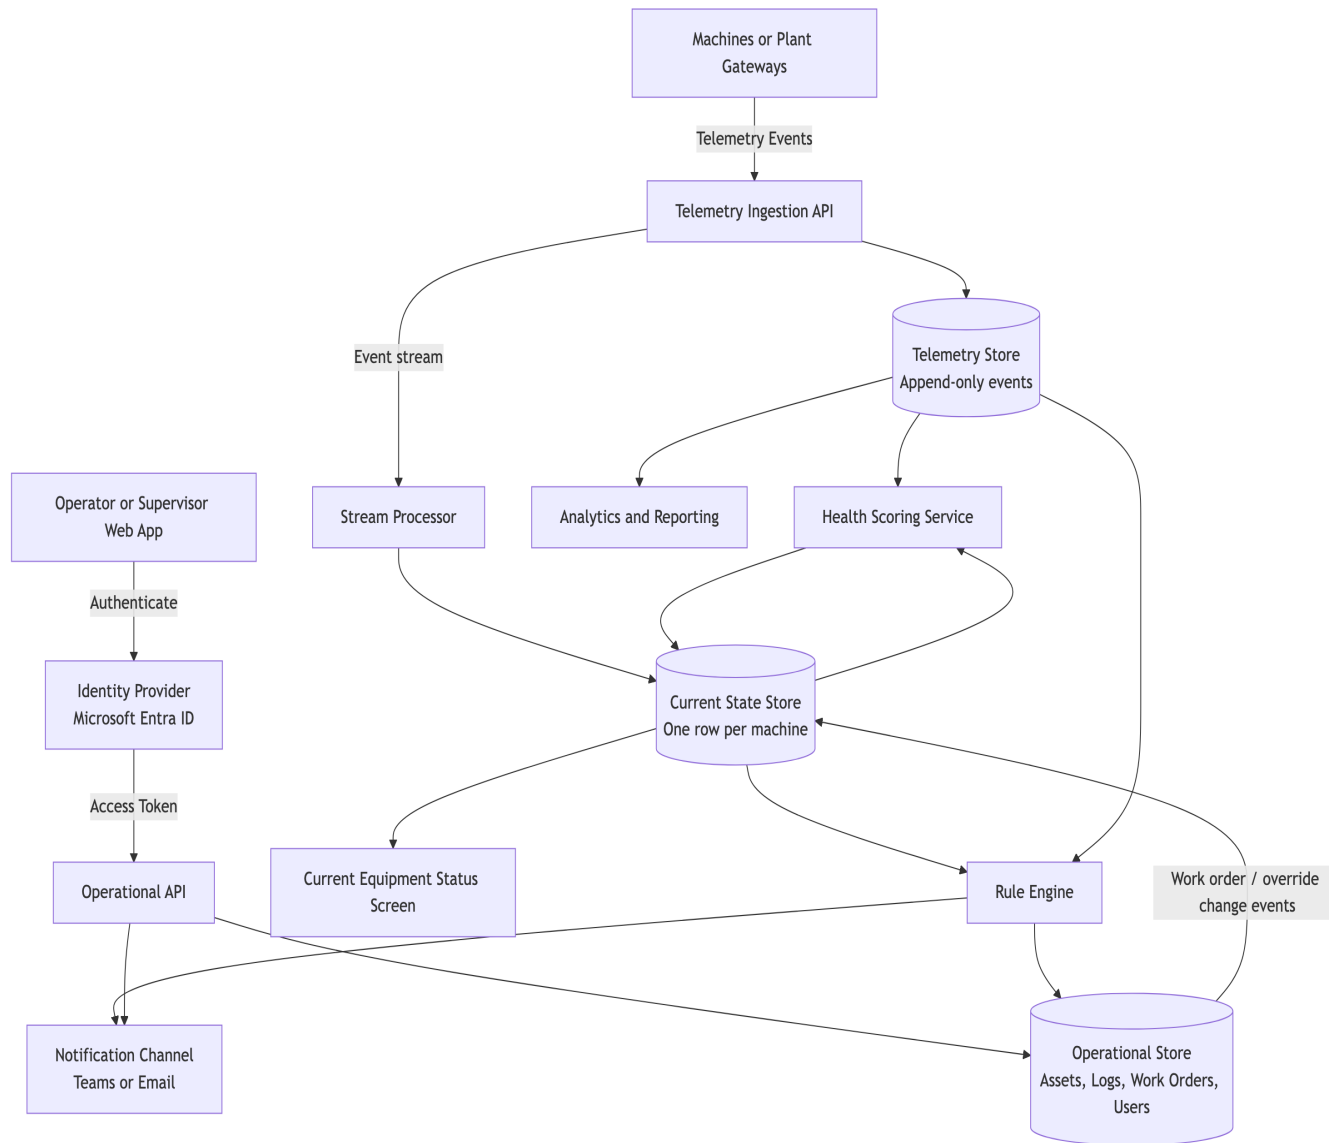 Machines or Plant
Gateways
Telemetry Events
Telemetry Ingestion API
Event stream
Telemetry Store
Append-only events
Operator or Supervisor
Web App
Stream Processor
Analytics and Reporting
Health Scoring Service
Authenticate
Identity Provider
Microsoft Entra ID
Current State Store
One row per machine
Access Token
Operational API
Current Equipment Status
Screen
Rule Engine
Work order / override
change events
Notification Channel
Teams or Email
Operational Store
Assets, Logs, Work Orders,
Users